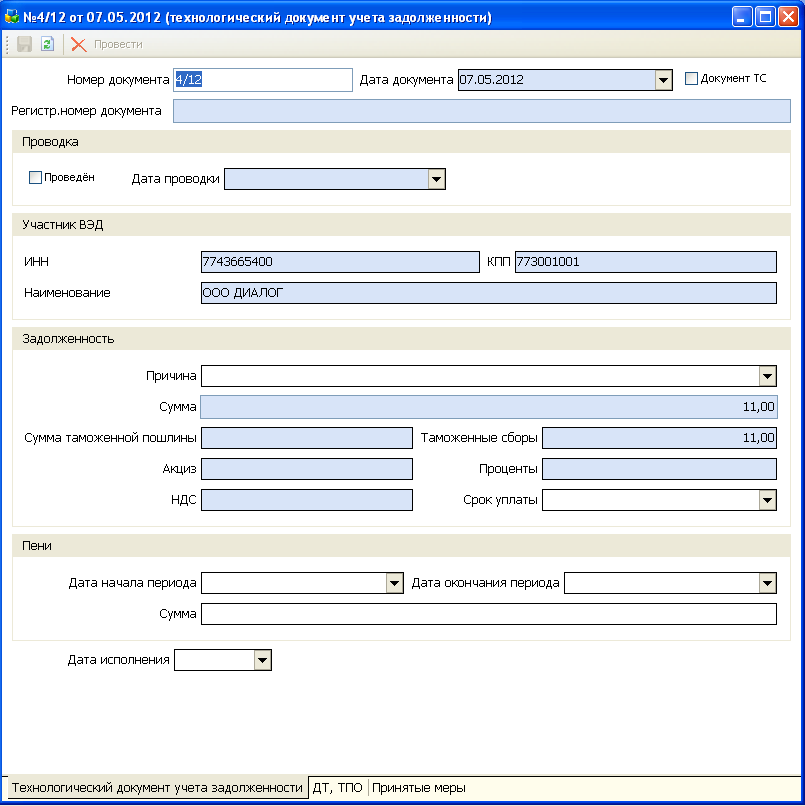 №4/12 от 07.05.2012 (технологический документ учета задолженности)
Провести
Номер документа 4/12 Дата документа 07.05.2012 Документ ТС
Регистр.номер документа
Проводка
Проведён Дата проводки
Участник ВЭД
ИНН 7743665400 КПП 773001001
Наименование ООО ДИАЛОГ
Задолженность
Причина
Сумма 11,00
Сумма таможенной пошлины Таможенные сборы 11,00
Акциз Проценты
НДС Срок уплаты
Пени
Дата начала периода Дата окончания периода
Сумма
Дата исполнения
Технологический документ учета задолженности ДТ, ТПО Принятые меры